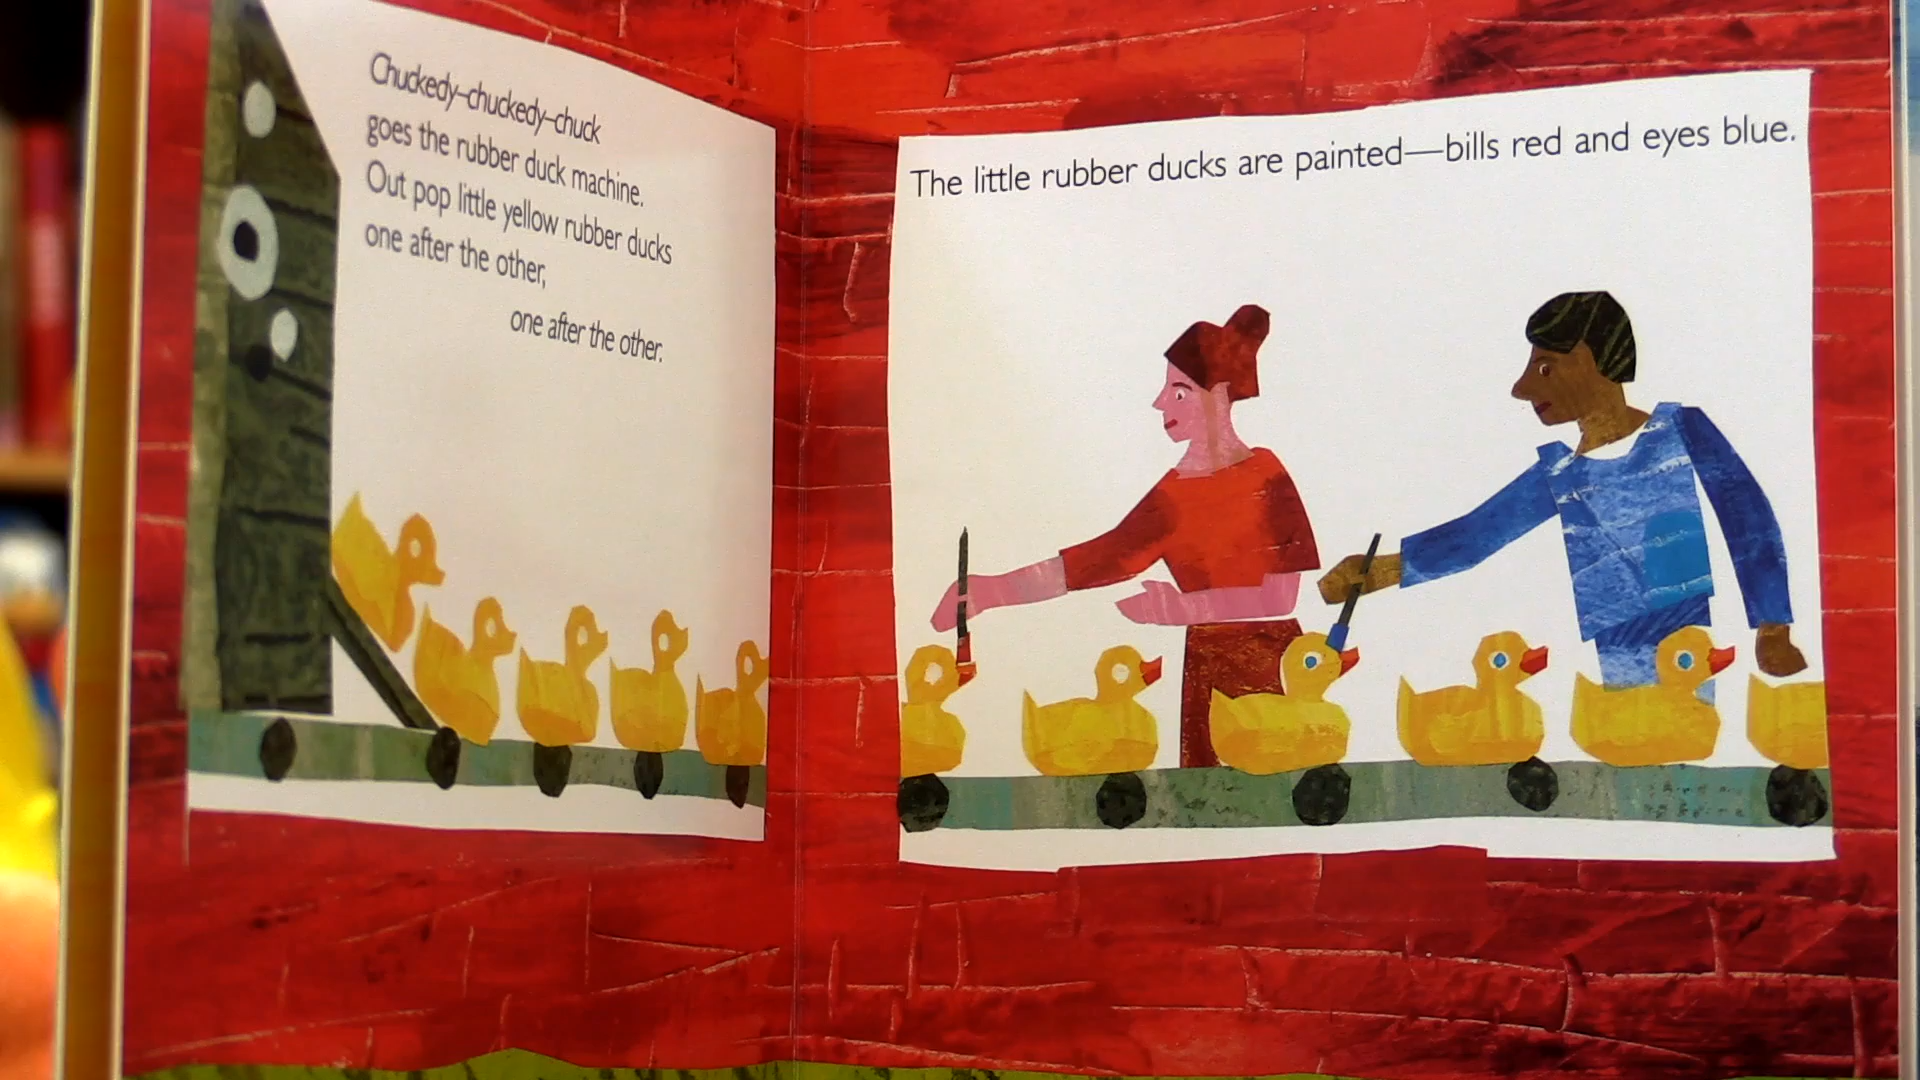 Chuckedy–chuckedy–chuck
goes the rubber duck machine.
Out pop little yellow rubber ducks
one after the other,
one after the other.
The little rubber ducks are painted—bills red and eyes blue.